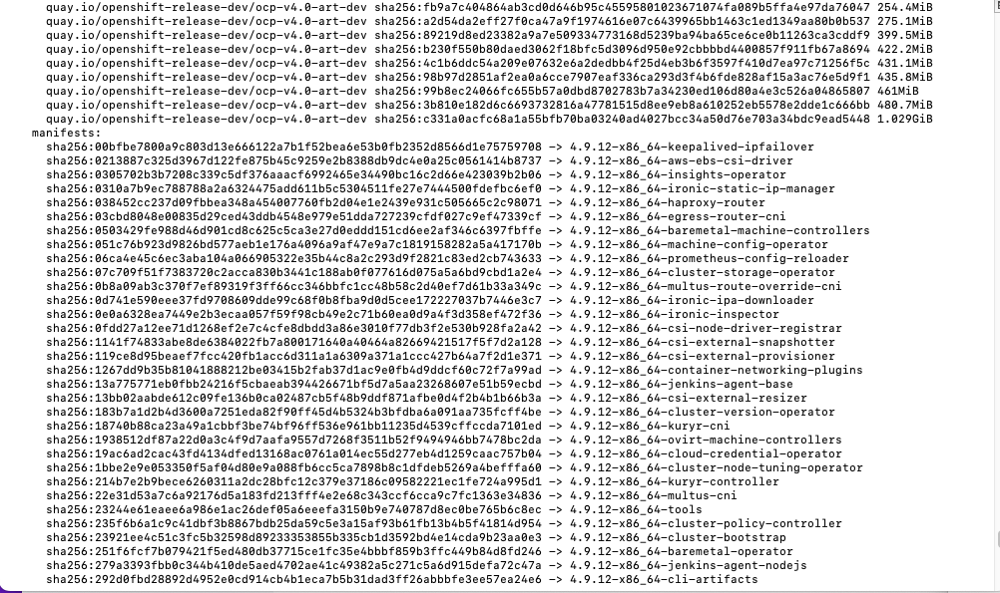 quay.io/openshift-release-dev/ocp-v4.0-art-dev sha256:fb9a7c404864ab3cd0d646b95c45595801023671074fa089b5ffa4e97da76047 254.4MiB
quay.io/openshift-release-dev/ocp-v4.0-art-dev sha256:a2d54da2eff27f0ca47a9f1974616e07c6439965bb1463c1ed1349aa80b0b537 275.1MiB
quay.io/openshift-release-dev/ocp-v4.0-art-dev sha256:89219d8ed23382a9a7e509334773168d5239ba94ba65ce6ce0b11263ca3cddf9 399.5MiB
quay.io/openshift-release-dev/ocp-v4.0-art-dev sha256:b230f550b80daed3062f18bfc5d3096d950e92cbbbbd4400857f911fb67a8694 422.2MiB
quay.io/openshift-release-dev/ocp-v4.0-art-dev sha256:4c1b6ddc54a209e07632e6a2dedbb4f25d4eb3b6f3597f410d7ea97c71256f5c 431.1MiB
quay.io/openshift-release-dev/ocp-v4.0-art-dev sha256:98b97d2851af2ea0a6cce7907eaf336ca293d3f4b6fde828af15a3ac76e5d9f1 435.8MiB
quay.io/openshift-release-dev/ocp-v4.0-art-dev sha256:99b8ec24066fc655b57a0dbd8702783b7a34230ed106d80a4e3c526a04865807 461MiB
quay.io/openshift-release-dev/ocp-v4.0-art-dev sha256:3b810e182d6c6693732816a47781515d8ee9eb8a610252eb5578e2dde1c666bb 480.7MiB
quay.io/openshift-release-dev/ocp-v4.0-art-dev sha256:c331a0acfc68a1a55bfb70ba03240ad4027bcc34a50d76e703a34bdc9ead5448 1.029GiB
manifests:
sha256:00bfbe7800a9c803d13e666122a7b1f52bea6e53b0fb2352d8566d1e75759708 -> 4.9.12-x86_64-keepalived-ipfailover
sha256:0213887c325d3967d122fe875b45c9259e2b8388db9dc4e0a25c0561414b8737 -> 4.9.12-x86_64-aws-ebs-csi-driver
sha256:0305702b3b7208c339c5df376aaacf6992465e34490bc16c2d66e423039b2b06 -> 4.9.12-x86_64-insights-operator
sha256:0310a7b9ec788788a2a6324475add611b5c5304511fe27e7444500fdefbc6ef0 -> 4.9.12-x86_64-ironic-static-ip-manager
sha256:038452cc237d09fbbea348a454007760fb2d04e1e2439e931c505665c2c98071 -> 4.9.12-x86_64-haproxy-router
sha256:03cbd8048e00835d29ced43ddb4548e979e51dda727239cfdf027c9ef47339cf -> 4.9.12-x86_64-egress-router-cni
sha256:0503429fe988d46d901cd8c625c5ca3e27d0eddd151cd6ee2af346c6397fbffe -> 4.9.12-x86_64-baremetal-machine-controllers
sha256:051c76b923d9826bd577aeb1e176a4096a9af47e9a7c1819158282a5a417170b -> 4.9.12-x86_64-machine-config-operator
sha256:06ca4e45c6ec3aba104a066905322e35b44c8a2c293d9f2821c83ed2cb743633 -> 4.9.12-x86_64-prometheus-config-reloader
sha256:07c709f51f7383720c2acca830b3441c188ab0f077616d075a5a6bd9cbd1a2e4 -> 4.9.12-x86_64-cluster-storage-operator
sha256:0b8a09ab3c370f7ef89319f3ff66cc346bbfc1cc48b58c2d40ef7d61b33a349c -> 4.9.12-x86_64-multus-route-override-cni
sha256:0d741e590eee37fd9708609dde99c68f0b8fba9d0d5cee172227037b7446e3c7 -> 4.9.12-x86_64-ironic-ipa-downloader
sha256:0e0a6328ea7449e2b3ecaa057f59f98cb49e2c71b60ea0d9a4f3d358ef472f36 -> 4.9.12-x86_64-ironic-inspector
sha256:0fdd27a12ee71d1268ef2e7c4cfe8dbdd3a86e3010f77db3f2e530b928fa2a42 -> 4.9.12-x86_64-csi-node-driver-registrar
sha256:1141f74833abe8de6384022fb7a800171640a40464a82669421517f5f7d2a128 -> 4.9.12-x86_64-csi-external-snapshotter
sha256:119ce8d95beaef7fcc420fb1acc6d311a1a6309a371a1ccc427b64a7f2d1e371 -> 4.9.12-x86_64-csi-external-provisioner
sha256:1267dd9b35b81041888212be03415b2fab37d1ac9e0fb4d9ddcf60c72f7a99ad -> 4.9.12-x86_64-container-networking-plugins
sha256:13a775771eb0fbb24216f5cbaeab394426671bf5d7a5aa23268607e51b59ecbd -> 4.9.12-x86_64-jenkins-agent-base
sha256:13bb02aabde612c09fe136b0ca02487cb5f48b9ddf871afbe0d4f2b4b1b66b3a -> 4.9.12-x86_64-csi-external-resizer
sha256:183b7a1d2b4d3600a7251eda82f90ff45d4b5324b3bfdba6a091aa735fcff4be -> 4.9.12-x86_64-cluster-version-operator
sha256:18740b88ca23a49a1cbbf3be74bf96ff536e961bb11235d4539cffccda7101ed -> 4.9.12-x86_64-kuryr-cni
sha256:1938512df87a22d0a3c4f9d7aafa9557d7268f3511b52f9494946bb7478bc2da -> 4.9.12-x86_64-ovirt-machine-controllers
sha256:19ac6ad2cac43fd4134dfed13168ac0761a014ec55d277eb4d1259caac757b04 -> 4.9.12-x86_64-cloud-credential-operator
sha256:1bbe2e9e053350f5af04d80e9a088fb6cc5ca7898b8c1dfdeb5269a4befffa60 -> 4.9.12-x86_64-cluster-node-tuning-operator
sha256:214b7e2b9bece6260311a2dc28bfc12c379e37186c09582221ec1fe724a995d1 -> 4.9.12-x86_64-kuryr-controller
sha256:22e31d53a7c6a92176d5a183fd213fff4e2e68c343ccf6cca9c7fc1363e34836 -> 4.9.12-x86_64-multus-cni
sha256:23244e61eaee6a986e1ac26def05a6eeefa3150b9e740787d8ec0be765b6c8ec -> 4.9.12-x86_64-tools
sha256:235f6b6a1c9c41dbf3b8867bdb25da59c5e3a15af93b61fb13b4b5f41814d954 -> 4.9.12-x86_64-cluster-policy-controller
sha256:23921ee4c51c3fc5b32598d89233353855b335cb1d3592bd4e14cda9b23aa0e3 -> 4.9.12-x86_64-cluster-bootstrap
sha256:251f6fcf7b079421f5ed480db37715ce1fc35e4bbbf859b3ffc449b84d8fd246 -> 4.9.12-x86_64-baremetal-operator
sha256:279a3393fbb0c344b410de5aed4702ae41c49382a5c271c5a6d915defa72c47a -> 4.9.12-x86_64-jenkins-agent-nodejs
sha256:292d0fbd28892d4952e0cd914cb4b1eca7b5b31dad3ff26abbbfe3ee57ea24e6 -> 4.9.12-x86_64-cli-artifacts